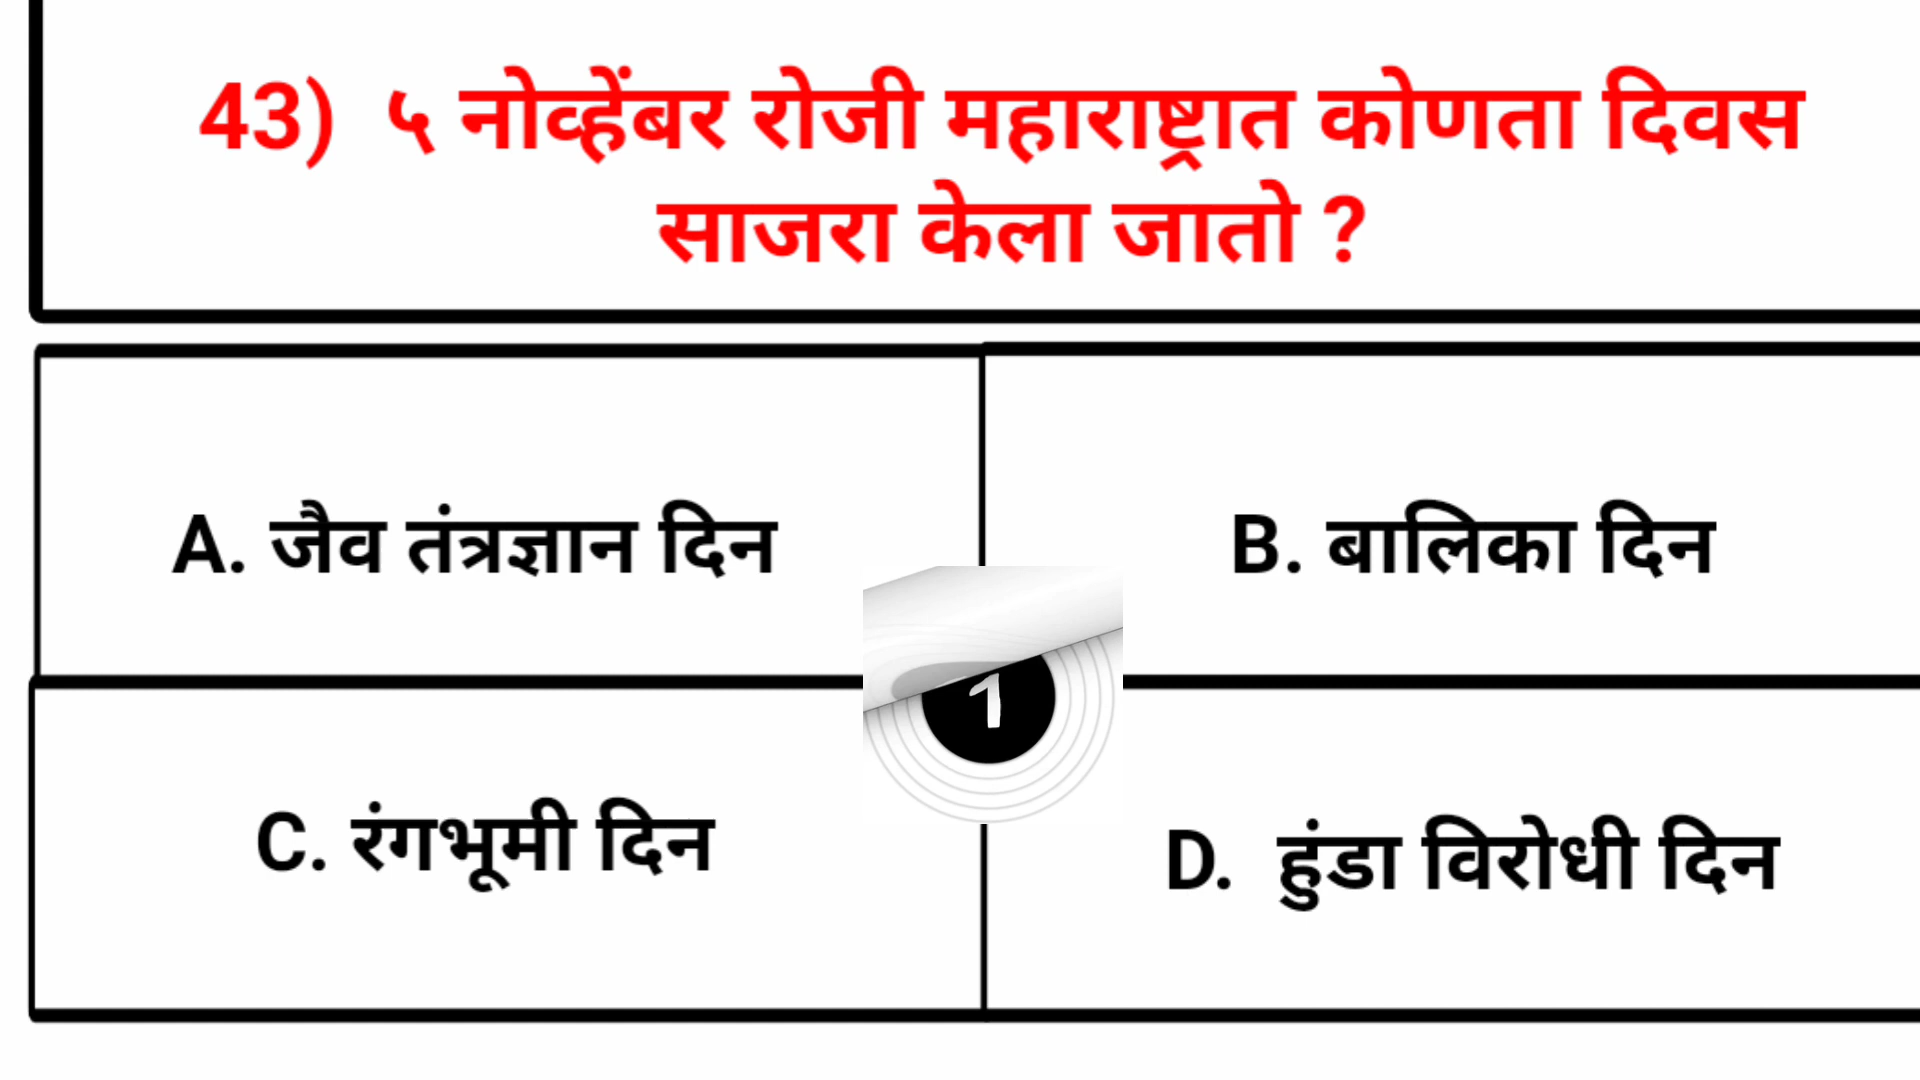 43) ५ नोव्हेंबर रोजी महाराष्ट्रात कोणता दिवस
साजरा केला जातो ?
A. जैव तंत्रज्ञान दिन
B. बालिका दिन
1
C. रंगभूमी दिन
D. हुंडा विरोधी दिन